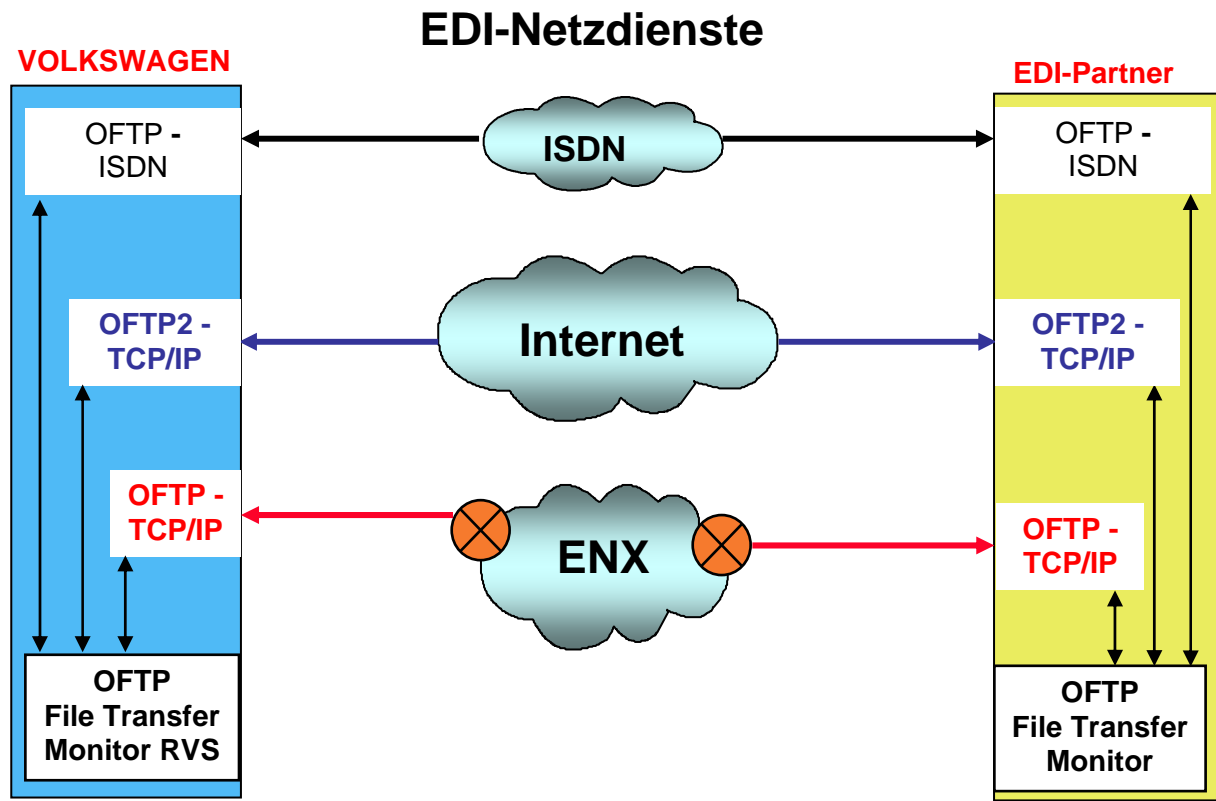 EDI-Netzdienste
VOLKSWAGEN
EDI-Partner
OFTP -
ISDN
ISDN
OFTP -
ISDN
OFTP2 -
TCP/IP
Internet
OFTP2 -
TCP/IP
OFTP -
TCP/IP
ENX
OFTP -
TCP/IP
OFTP
File Transfer
Monitor RVS
OFTP
File Transfer
Monitor